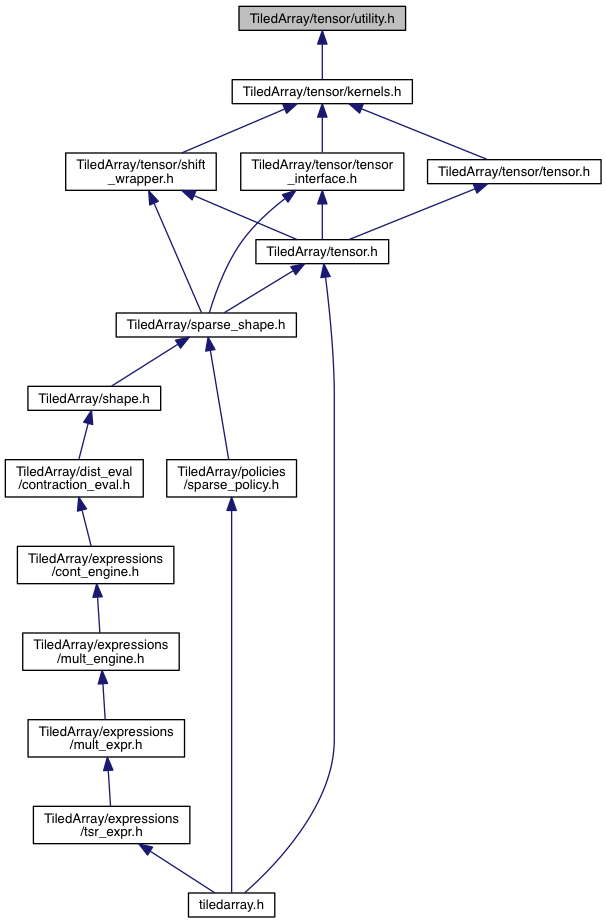 TiledArray/tensor/utility.h
TiledArray/tensor/kernels.h
TiledArray/tensor/shift
_wrapper.h
TiledArray/tensor/tensor
_interface.h
TiledArray/tensor/tensor.h
TiledArray/tensor.h
TiledArray/sparse_shape.h
TiledArray/shape.h
TiledArray/dist_eval
/contraction_eval.h
TiledArray/policies
/sparse_policy.h
TiledArray/expressions
/cont_engine.h
TiledArray/expressions
/mult_engine.h
TiledArray/expressions
/mult_expr.h
TiledArray/expressions
/tsr_expr.h
tiledarray.h